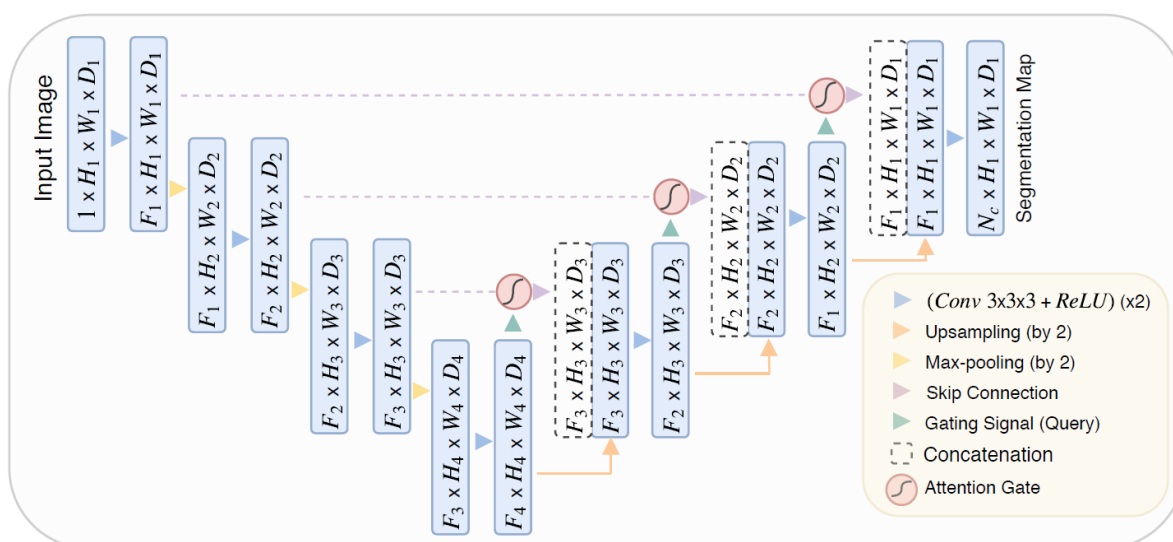 Input Image
1 x H₁ x W₁ x D₁
F₁ x H₁ x W₁ x D₁
F₁ x H₂ x W₂ x D₂
F₂ x H₂ x W₂ x D₂
F₂ x H₃ x W₃ x D₃
F₃ x H₃ x W₃ x D₃
F₃ x H₄ x W₄ x D₄
F₄ x H₄ x W₄ x D₄
F₃ x H₃ x W₃ x D₃
F₃ x H₃ x W₃ x D₃
F₂ x H₃ x W₃ x D₃
F₂ x H₂ x W₂ x D₂
F₂ x H₂ x W₂ x D₂
F₁ x H₂ x W₂ x D₂
F₁ x H₁ x W₁ x D₁
F₁ x H₁ x W₁ x D₁
N_c x H₁ x W₁ x D₁
Segmentation Map
(Conv 3x3x3 + ReLU) (x2)
Upsampling (by 2)
Max-pooling (by 2)
Skip Connection
Gating Signal (Query)
Concatenation
Attention Gate